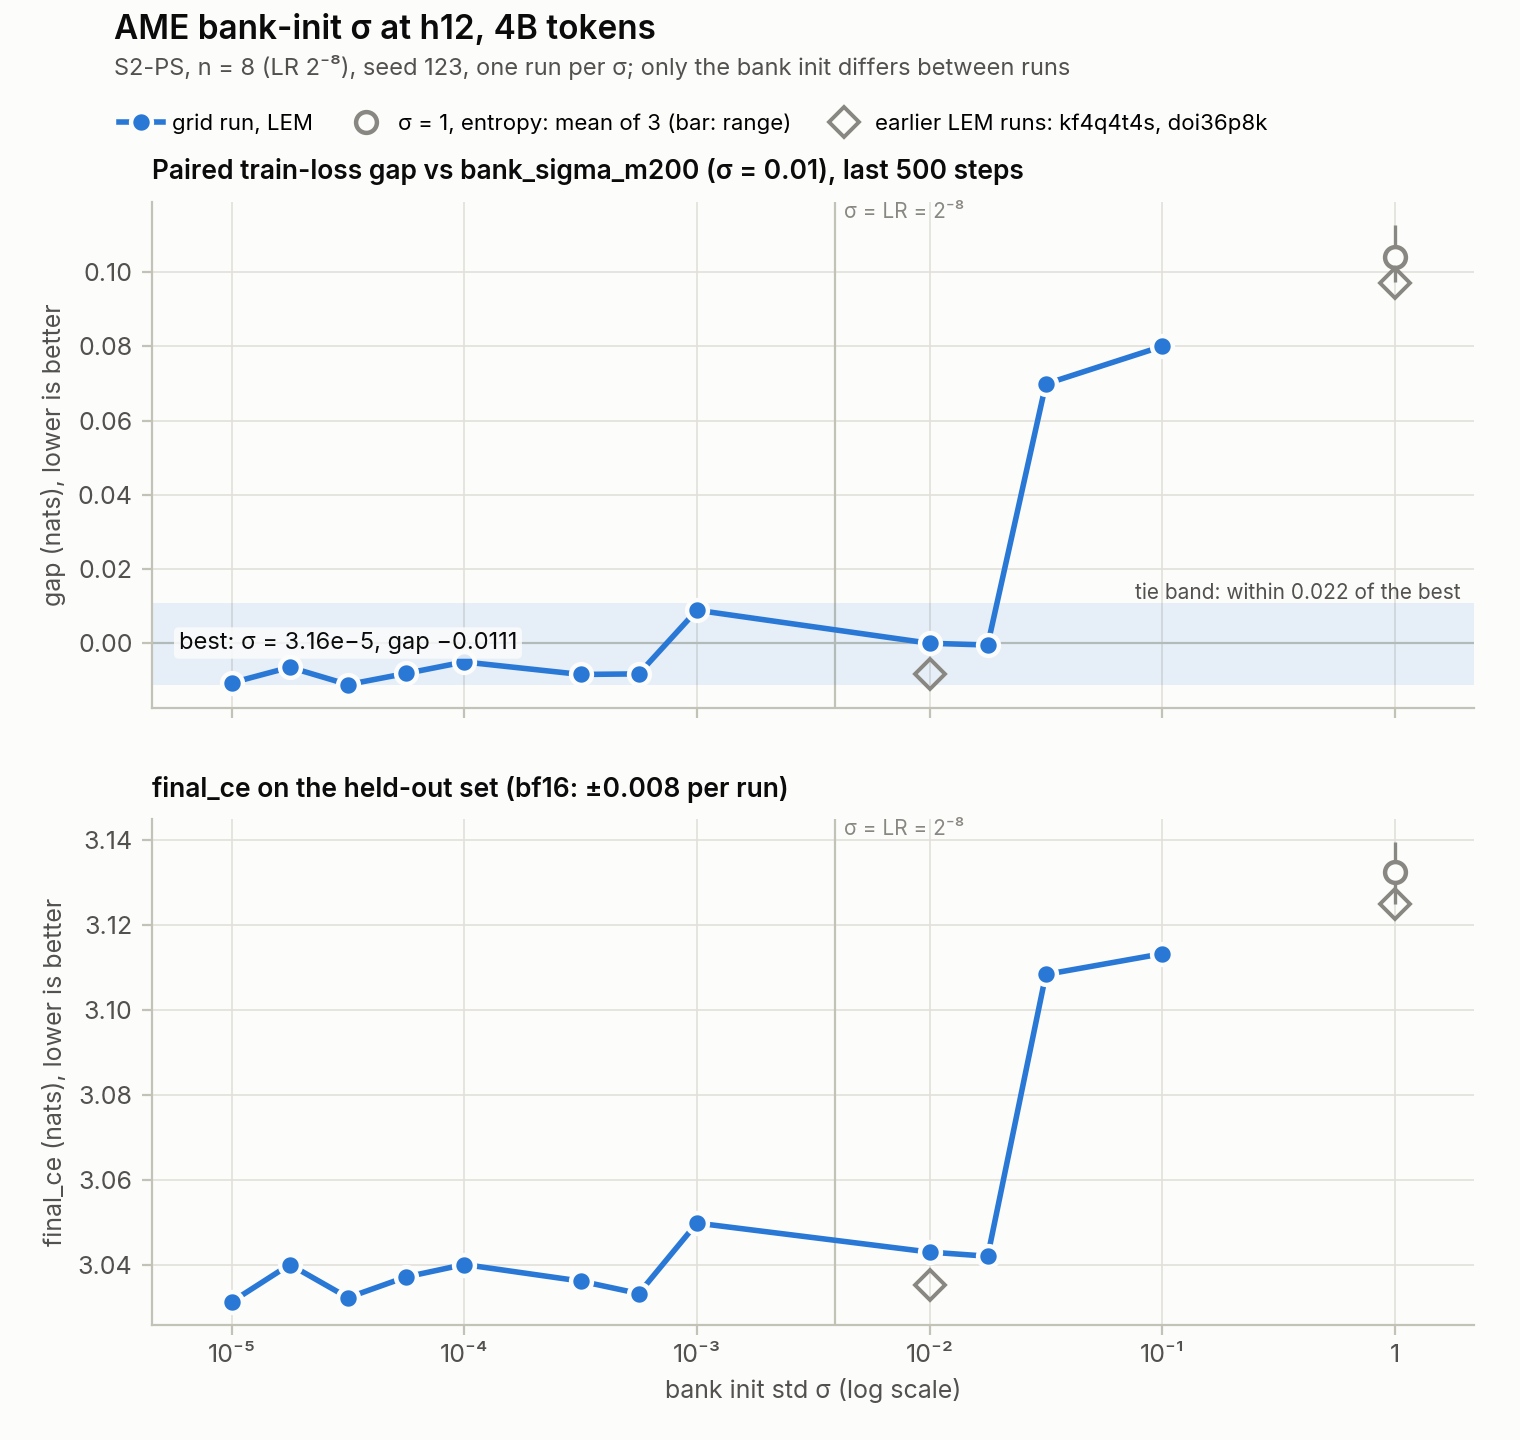 AME bank-init σ at h12, 4B tokens
S2-PS, n = 8 (LR 2⁻⁸), seed 123, one run per σ; only the bank init differs between runs
grid run, LEM
σ = 1, entropy: mean of 3 (bar: range)
earlier LEM runs: kf4q4t4s, doi36p8k
Paired train-loss gap vs bank_sigma_m200 (σ = 0.01), last 500 steps
σ = LR = 2⁻⁸
0.10
0.08
0.06
0.04
0.02
0.00
gap (nats), lower is better
tie band: within 0.022 of the best
best: σ = 3.16e−5, gap −0.0111
final_ce on the held-out set (bf16: ±0.008 per run)
σ = LR = 2⁻⁸
3.14
3.12
3.10
3.08
3.06
3.04
final_ce (nats), lower is better
10⁻⁵
10⁻⁴
10⁻³
10⁻²
10⁻¹
1
bank init std σ (log scale)